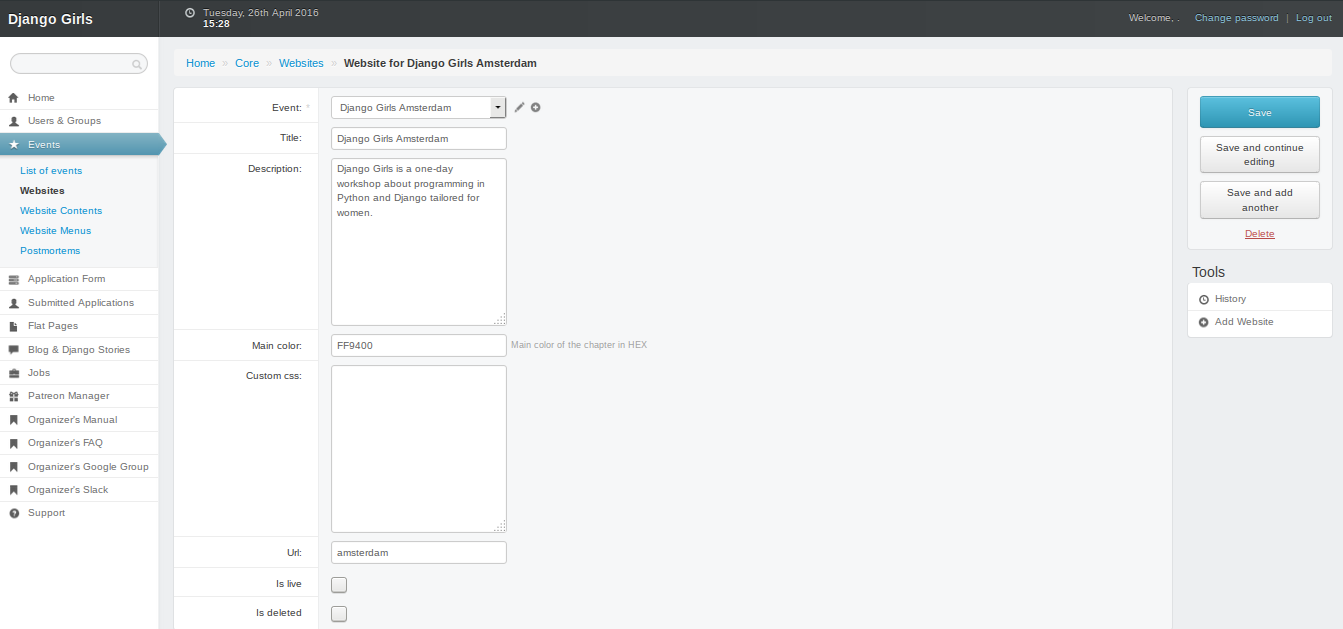 Django Girls
Tuesday, 26th April 2016
15:28
Welcome, .
Change password | Log out
Home
Users & Groups
Events
List of events
Websites
Website Contents
Website Menus
Postmortems
Application Form
Submitted Applications
Flat Pages
Blog & Django Stories
Jobs
Patreon Manager
Organizer's Manual
Organizer's FAQ
Organizer's Google Group
Organizer's Slack
Support
Home » Core » Websites » Website for Django Girls Amsterdam
Event: *
Django Girls Amsterdam
Title:
Django Girls Amsterdam
Description:
Django Girls is a one-day
workshop about programming in
Python and Django tailored for
women.
Main color:
FF9400
Main color of the chapter in HEX
Custom css:
Url:
amsterdam
Is live
Is deleted
Save
Save and continue
editing
Save and add
another
Delete
Tools
History
Add Website